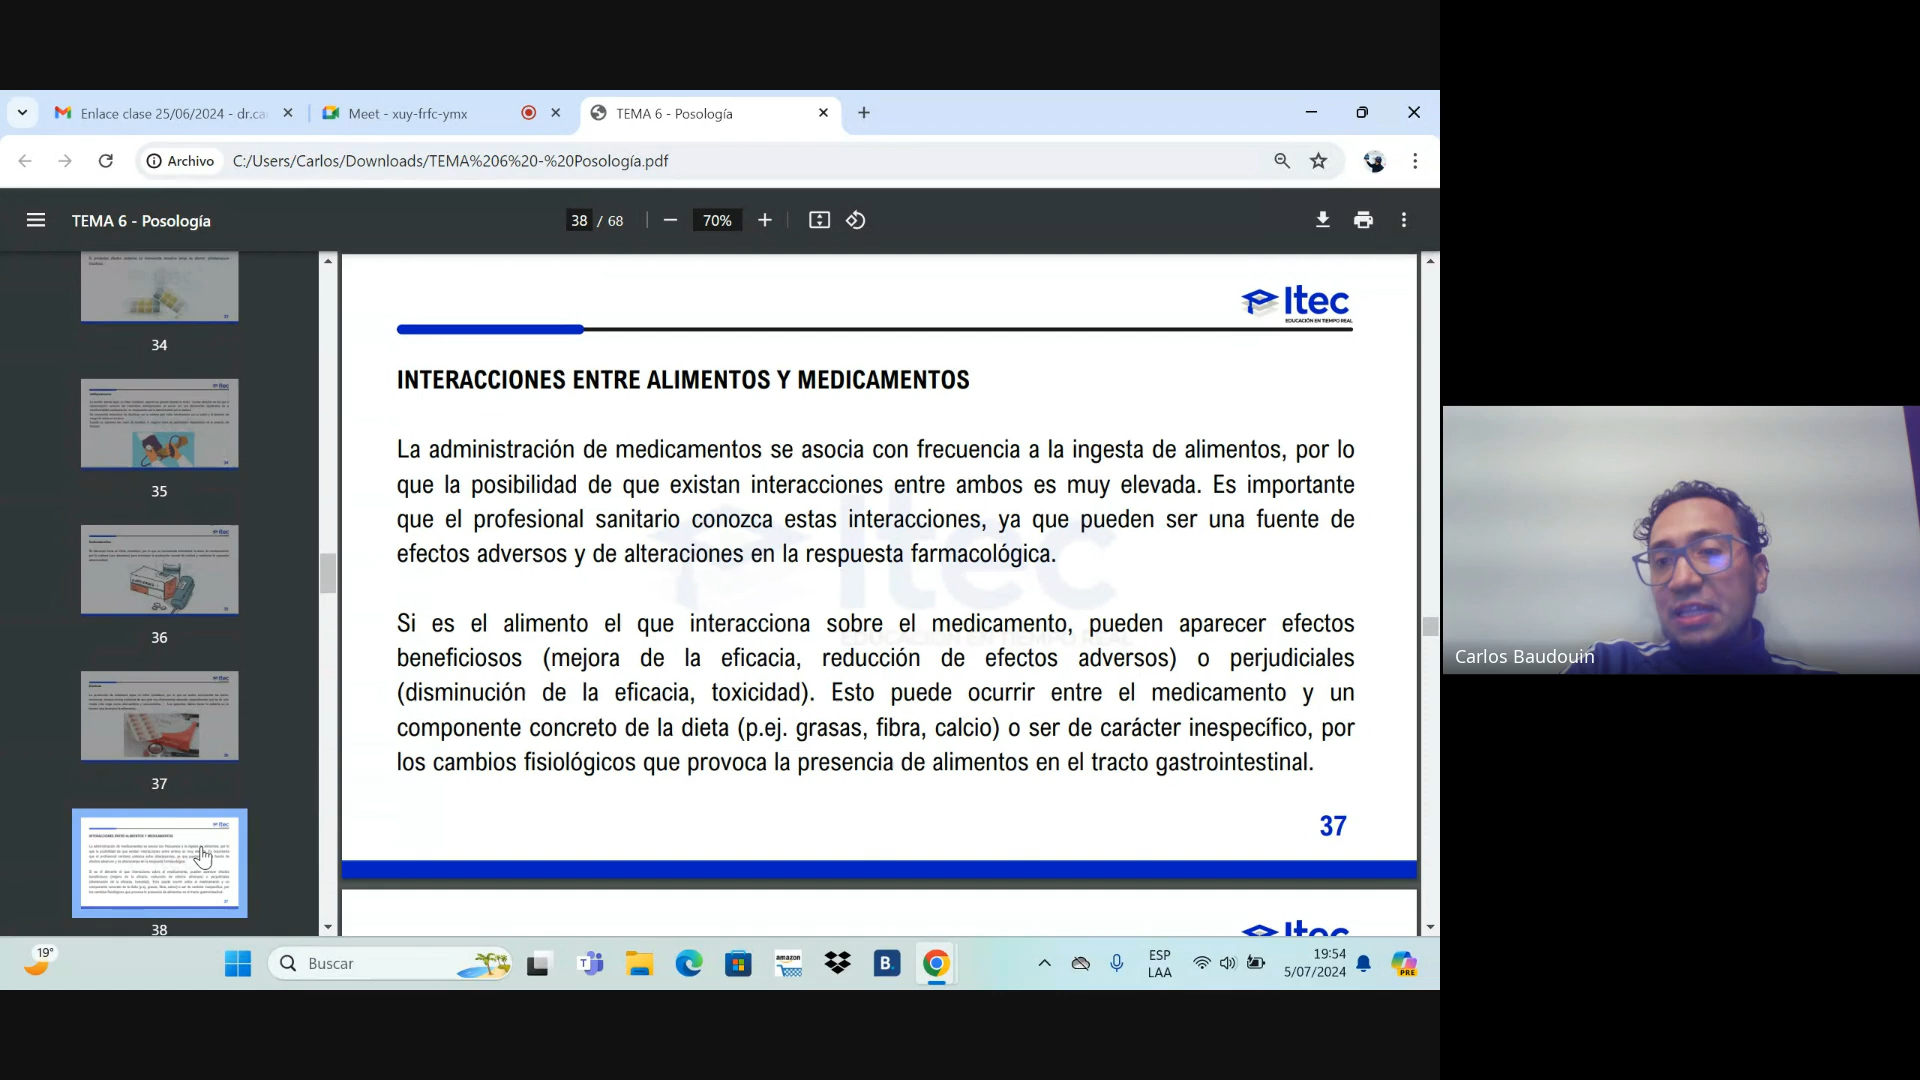 Enlace clase 25/06/2024 - dr.ca
Meet - xuy-frfc-ymx
TEMA 6 - Posología
Archivo
C:/Users/Carlos/Downloads/TEMA%206%20-%20Posología.pdf
TEMA 6 - Posología
38 / 68
70%
34
35
36
37
38
Itec
EDUCACIÓN EN TIEMPO REAL
INTERACCIONES ENTRE ALIMENTOS Y MEDICAMENTOS
La administración de medicamentos se asocia con frecuencia a la ingesta de alimentos, por lo
que la posibilidad de que existan interacciones entre ambos es muy elevada. Es importante
que el profesional sanitario conozca estas interacciones, ya que pueden ser una fuente de
efectos adversos y de alteraciones en la respuesta farmacológica.
Si es el alimento el que interacciona sobre el medicamento, pueden aparecer efectos
beneficiosos (mejora de la eficacia, reducción de efectos adversos) o perjudiciales
(disminución de la eficacia, toxicidad). Esto puede ocurrir entre el medicamento y un
componente concreto de la dieta (p.ej. grasas, fibra, calcio) o ser de carácter inespecífico, por
los cambios fisiológicos que provoca la presencia de alimentos en el tracto gastrointestinal.
37
Itec
Carlos Baudouin
19°
Buscar
amazon
B.
ESP
LAA
19:54
5/07/2024
PRE